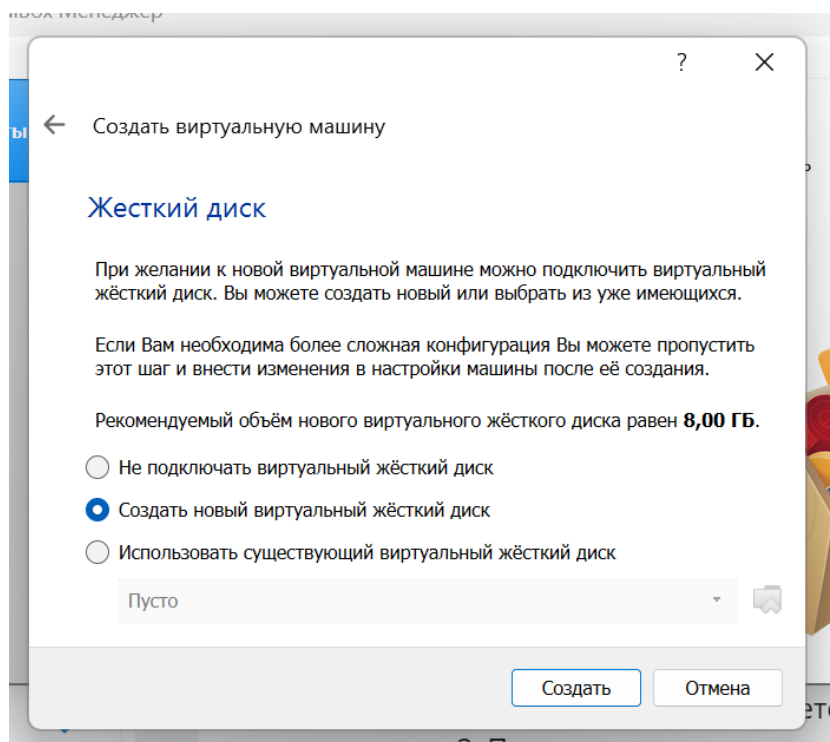 Менеджер
?
Создать виртуальную машину
Жесткий диск
При желании к новой виртуальной машине можно подключить виртуальный
жёсткий диск. Вы можете создать новый или выбрать из уже имеющихся.
Если Вам необходима более сложная конфигурация Вы можете пропустить
этот шаг и внести изменения в настройки машины после её создания.
Рекомендуемый объём нового виртуального жёсткого диска равен 8,00 ГБ.
Не подключать виртуальный жёсткий диск
Создать новый виртуальный жёсткий диск
Использовать существующий виртуальный жёсткий диск
Пусто
Создать
Отмена